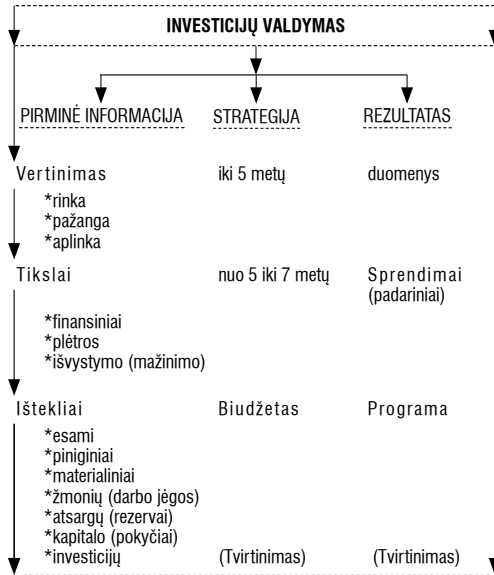 INVESTICIJŲ VALDYMAS
PIRMINĖ INFORMACIJA STRATEGIJA REZULTATAS
Vertinimas iki 5 metų duomenys
*rinka
*pažanga
*aplinka
Tikslai nuo 5 iki 7 metų Sprendimai
(padariniai)
*finansiniai
*plėtros
*išvystymo (mažinimo)
Ištekliai Biudžetas Programa
*esami
*piniginiai
*materialiniai
*žmonių (darbo jėgos)
*atsargų (rezervai)
*kapitalo (pokyčiai)
*investicijų (Tvirtinimas) (Tvirtinimas)